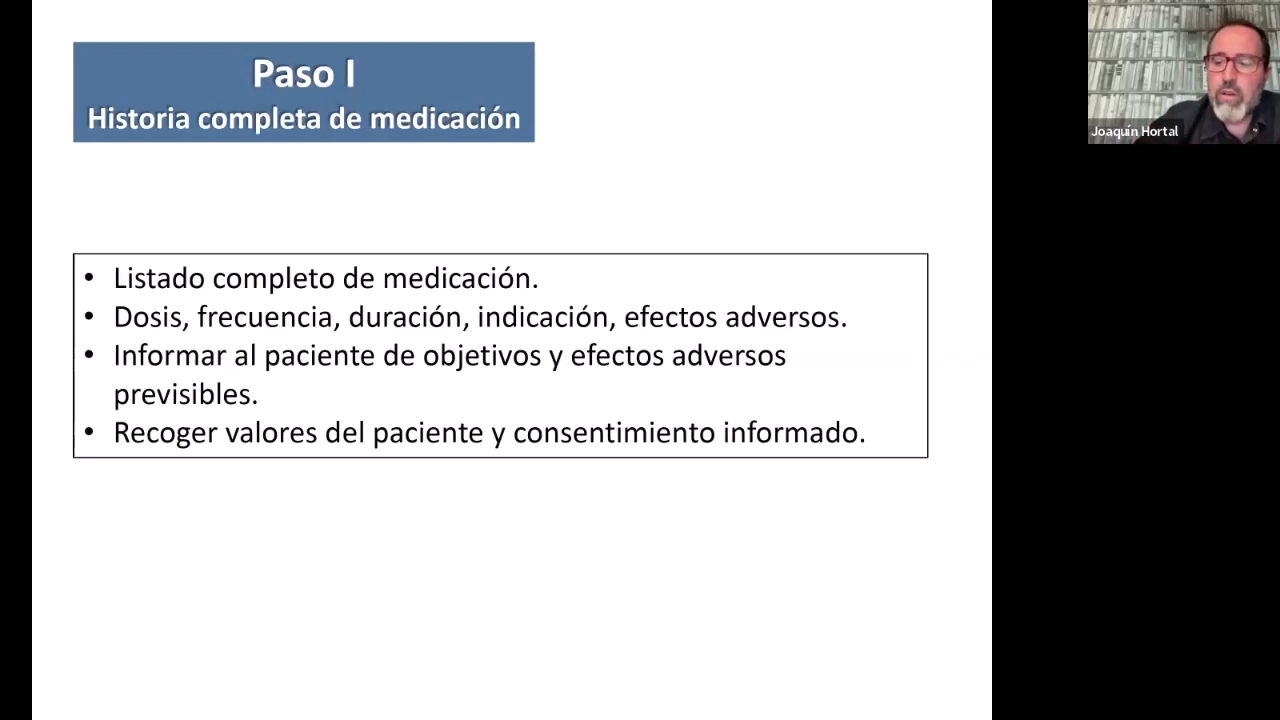 Paso I
Historia completa de medicación
• Listado completo de medicación.
• Dosis, frecuencia, duración, indicación, efectos adversos.
• Informar al paciente de objetivos y efectos adversos
previsibles.
• Recoger valores del paciente y consentimiento informado.
Joaquín Hortal